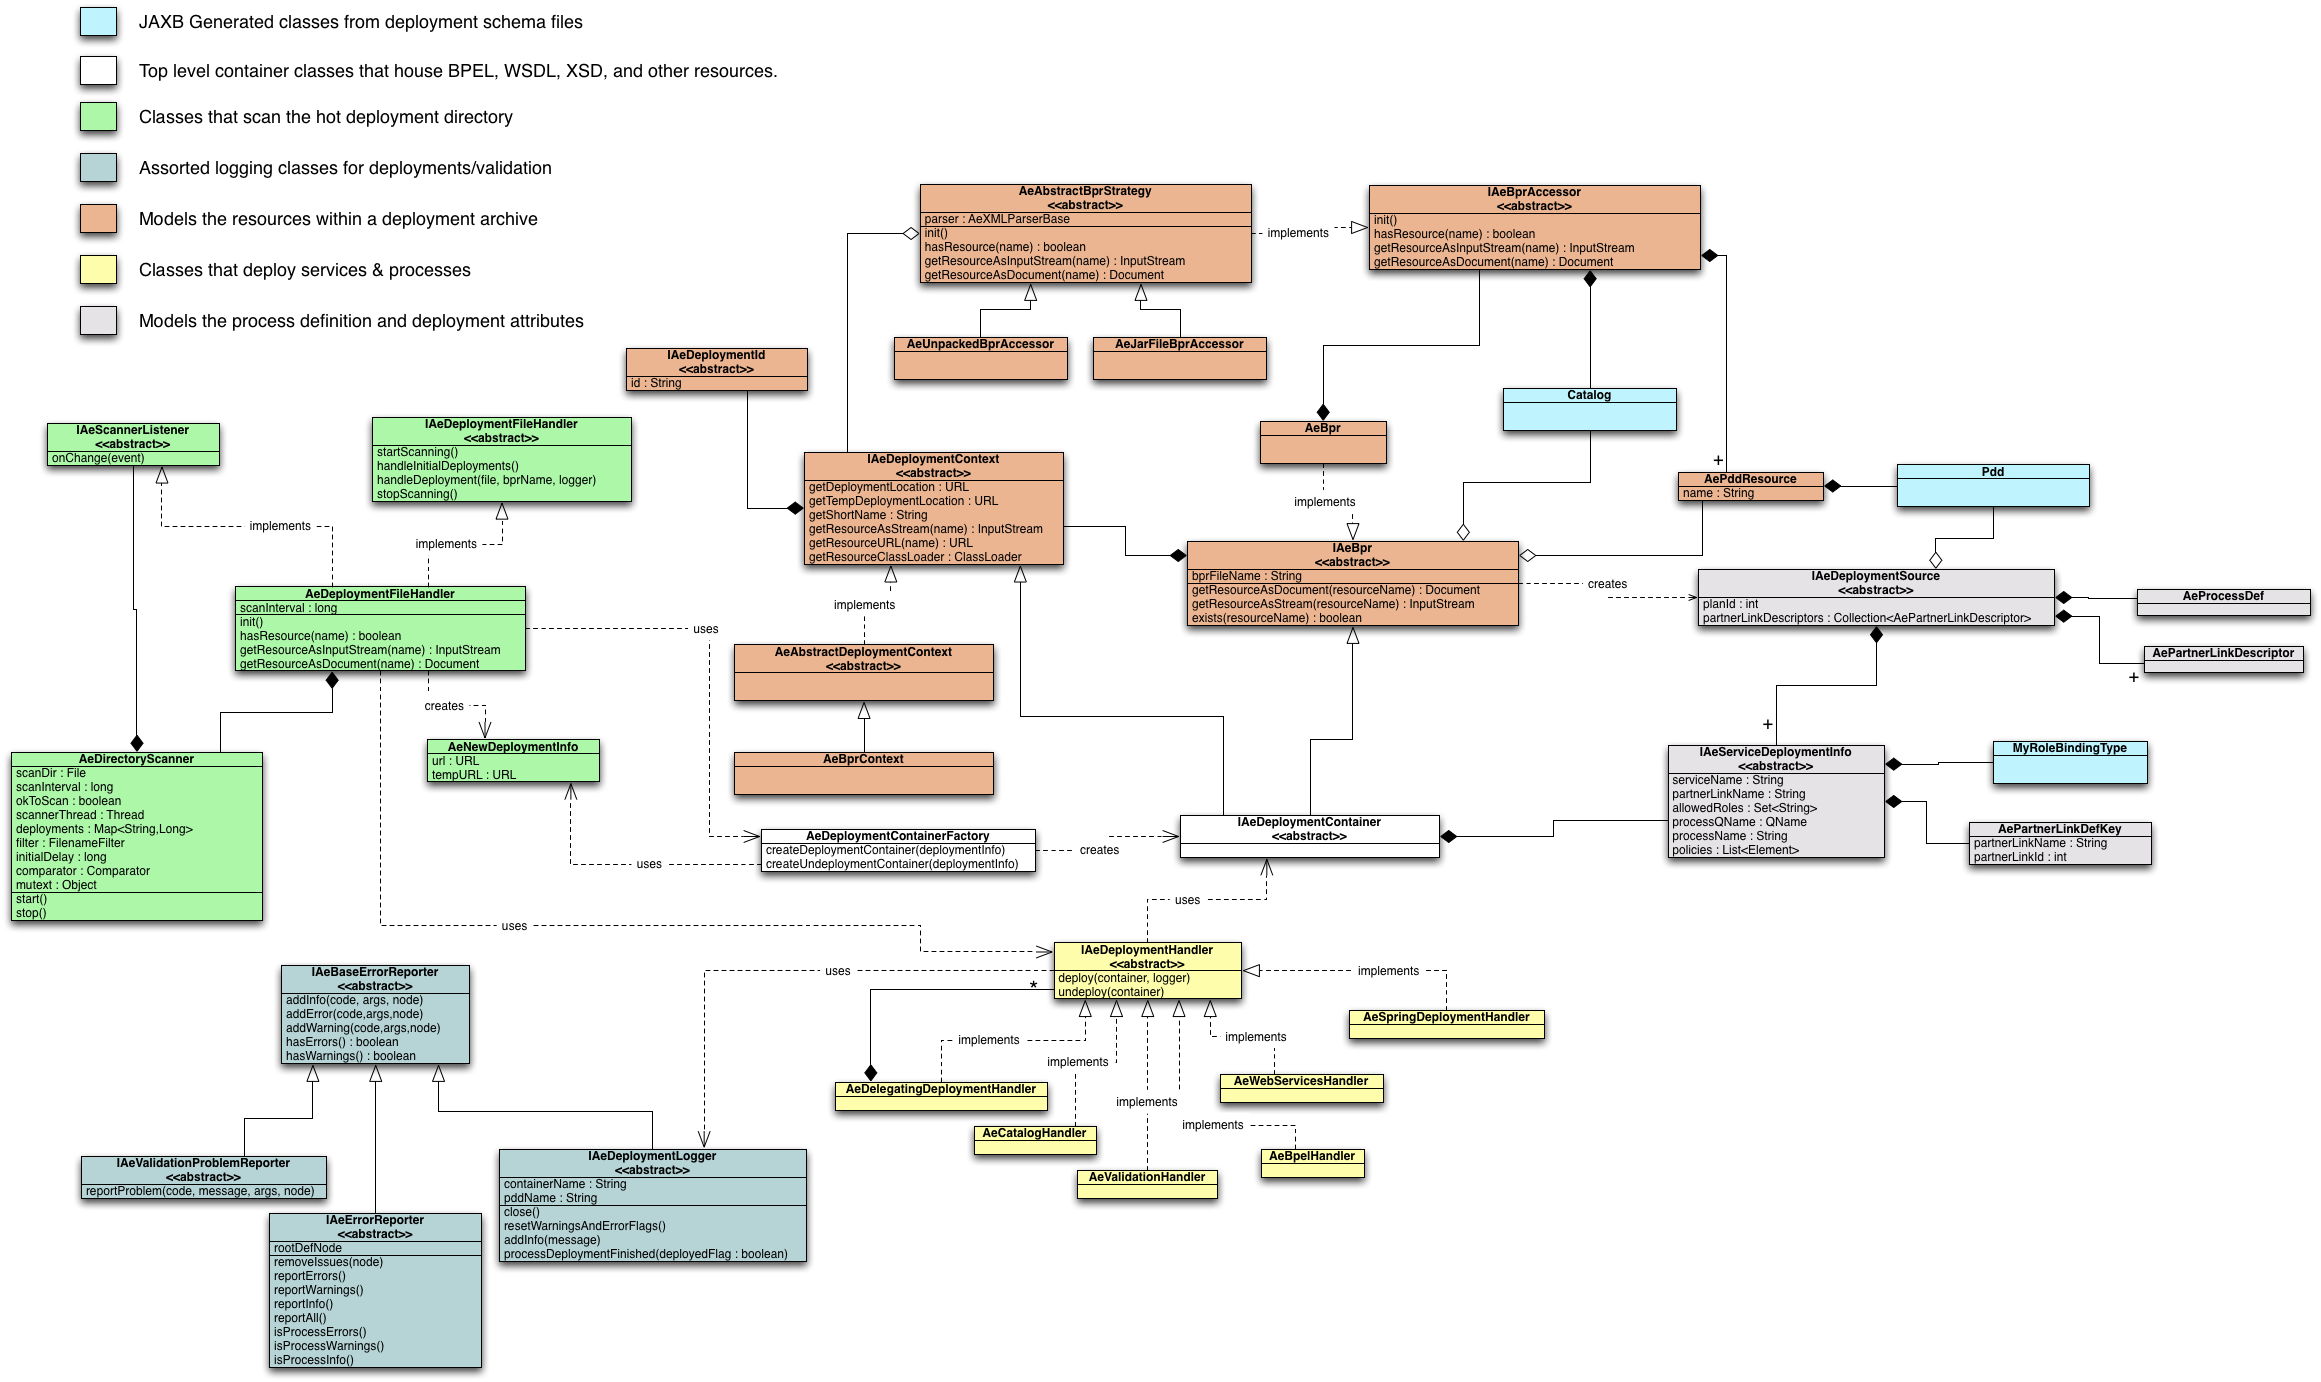 JAXB Generated classes from deployment schema files
Top level container classes that house BPEL, WSDL, XSD, and other resources.
Classes that scan the hot deployment directory
Assorted logging classes for deployments/validation
Models the resources within a deployment archive
Classes that deploy services & processes
Models the process definition and deployment attributes
AeAbstractBprStrategy
<<abstract>>
parser : AeXMLParserBase
init()
hasResource(name) : boolean
getResourceAsInputStream(name) : InputStream
getResourceAsDocument(name) : Document
implements
IAeBprAccessor
<<abstract>>
init()
hasResource(name) : boolean
getResourceAsInputStream(name) : InputStream
getResourceAsDocument(name) : Document
AeUnpackedBprAccessor
AeJarFileBprAccessor
IAeDeploymentId
<<abstract>>
id : String
Catalog
AeBpr
IAeScannerListener
<<abstract>>
onChange(event)
IAeDeploymentFileHandler
<<abstract>>
startScanning()
handleInitialDeployments()
handleDeployment(file, bprName, logger)
stopScanning()
IAeDeploymentContext
<<abstract>>
getDeploymentLocation : URL
getTempDeploymentLocation : URL
getShortName : String
getResourceAsStream(name) : InputStream
getResourceURL(name) : URL
getResourceClassLoader : ClassLoader
+
AePddResource
name : String
Pdd
implements
implements
implements
IAeBpr
<<abstract>>
bprFileName : String
getResourceAsDocument(resourceName) : Document
getResourceAsStream(resourceName) : InputStream
exists(resourceName) : boolean
creates
IAeDeploymentSource
<<abstract>>
planId : int
partnerLinkDescriptors : Collection<AePartnerLinkDescriptor>
AeProcessDef
AePartnerLinkDescriptor
+
AeDeploymentFileHandler
scanInterval : long
init()
hasResource(name) : boolean
getResourceAsInputStream(name) : InputStream
getResourceAsDocument(name) : Document
uses
implements
AeAbstractDeploymentContext
<<abstract>>
creates
AeNewDeploymentInfo
url : URL
tempURL : URL
AeBprContext
+
IAeServiceDeploymentInfo
<<abstract>>
serviceName : String
partnerLinkName : String
allowedRoles : Set<String>
processQName : QName
processName : String
policies : List<Element>
MyRoleBindingType
AePartnerLinkDefKey
partnerLinkName : String
partnerLinkId : int
AeDirectoryScanner
scanDir : File
scanInterval : long
okToScan : boolean
scannerThread : Thread
deployments : Map<String,Long>
filter : FilenameFilter
initialDelay : long
comparator : Comparator
mutext : Object
start()
stop()
AeDeploymentContainerFactory
createDeploymentContainer(deploymentInfo)
createUndeploymentContainer(deploymentInfo)
uses
creates
IAeDeploymentContainer
<<abstract>>
uses
uses
IAeDeploymentHandler
<<abstract>>
deploy(container, logger)
undeploy(container)
uses
*
implements
AeSpringDeploymentHandler
IAeBaseErrorReporter
<<abstract>>
addInfo(code, args, node)
addError(code,args,node)
addWarning(code,args,node)
hasErrors() : boolean
hasWarnings() : boolean
implements
implements
implements
AeDelegatingDeploymentHandler
AeWebServicesHandler
implements
implements
AeCatalogHandler
AeBpelHandler
AeValidationHandler
IAeValidationProblemReporter
<<abstract>>
reportProblem(code, message, args, node)
IAeDeploymentLogger
<<abstract>>
containerName : String
pddName : String
close()
resetWarningsAndErrorFlags()
addInfo(message)
processDeploymentFinished(deployedFlag : boolean)
IAeErrorReporter
<<abstract>>
rootDefNode
removeIssues(node)
reportErrors()
reportWarnings()
reportInfo()
reportAll()
isProcessErrors()
isProcessWarnings()
isProcessInfo()